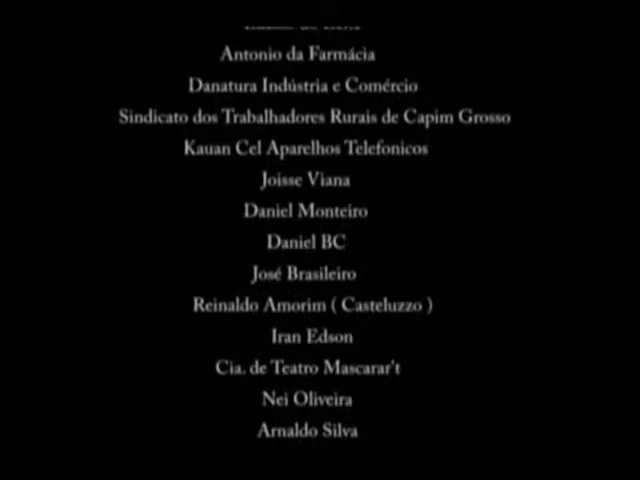 Antonio da Farmácia
Danatura Indústria e Comércio
Sindicato dos Trabalhadores Rurais de Capim Grosso
Kauan Cel Aparelhos Telefonicos
Joisse Viana
Daniel Monteiro
Daniel BC
José Brasileiro
Reinaldo Amorim ( Casteluzzo )
Iran Edson
Cia. de Teatro Mascarar't
Nei Oliveira
Arnaldo Silva